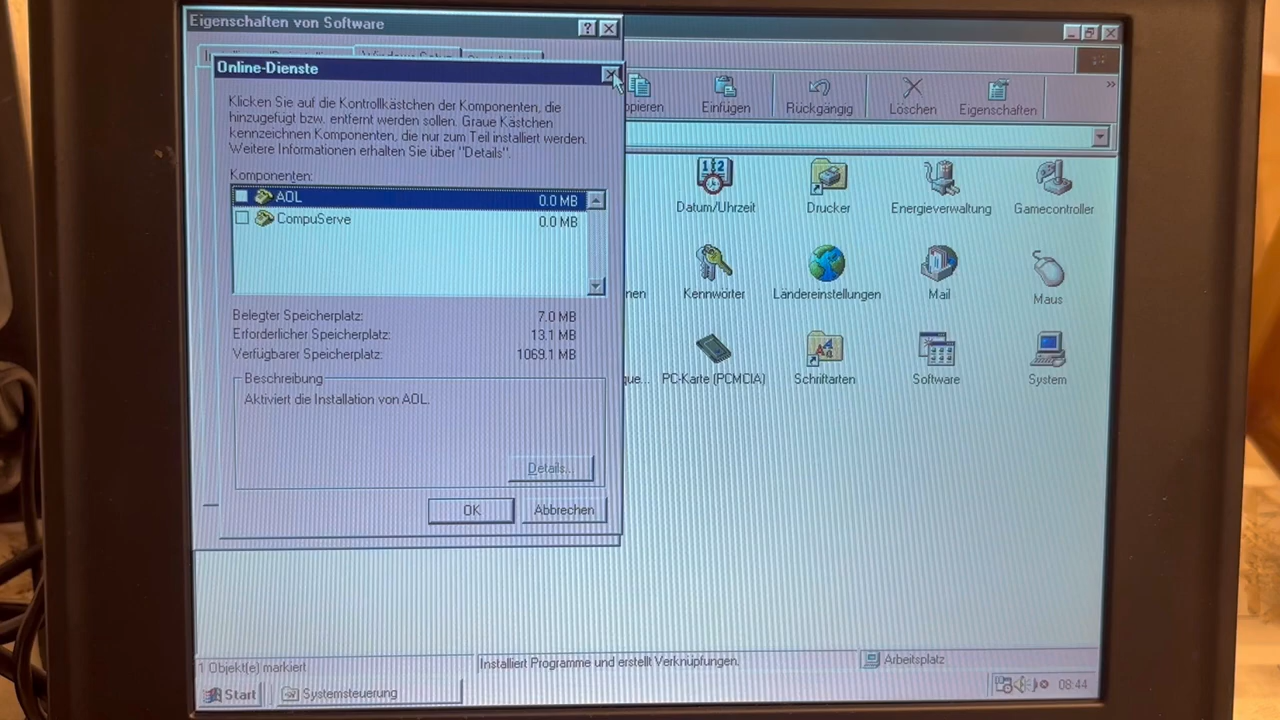 Eigenschaften von Software
Online-Dienste
Klicken Sie auf die Kontrollkästchen der Komponenten, die
hinzugefügt bzw. entfernt werden sollen. Graue Kästchen
kennzeichnen Komponenten, die nur zum Teil installiert werden.
Weitere Informationen erhalten Sie über "Details".
Komponenten:
AOL 0.0 MB
CompuServe 0.0 MB
Belegter Speicherplatz: 7.0 MB
Erforderlicher Speicherplatz: 13.1 MB
Verfügbarer Speicherplatz: 1069.1 MB
Beschreibung
Aktiviert die Installation von AOL.
Details...
OK Abbrechen
opieren Einfügen Rückgängig Löschen Eigenschaften
Datum/Uhrzeit Drucker Energieverwaltung Gamecontroller
nen Kennwörter Ländereinstellungen Mail Maus
que... PC-Karte (PCMCIA) Schriftarten Software System
1 Objekt(e) markiert Installiert Programme und erstellt Verknüpfungen. Arbeitsplatz
Start Systemsteuerung 08:44